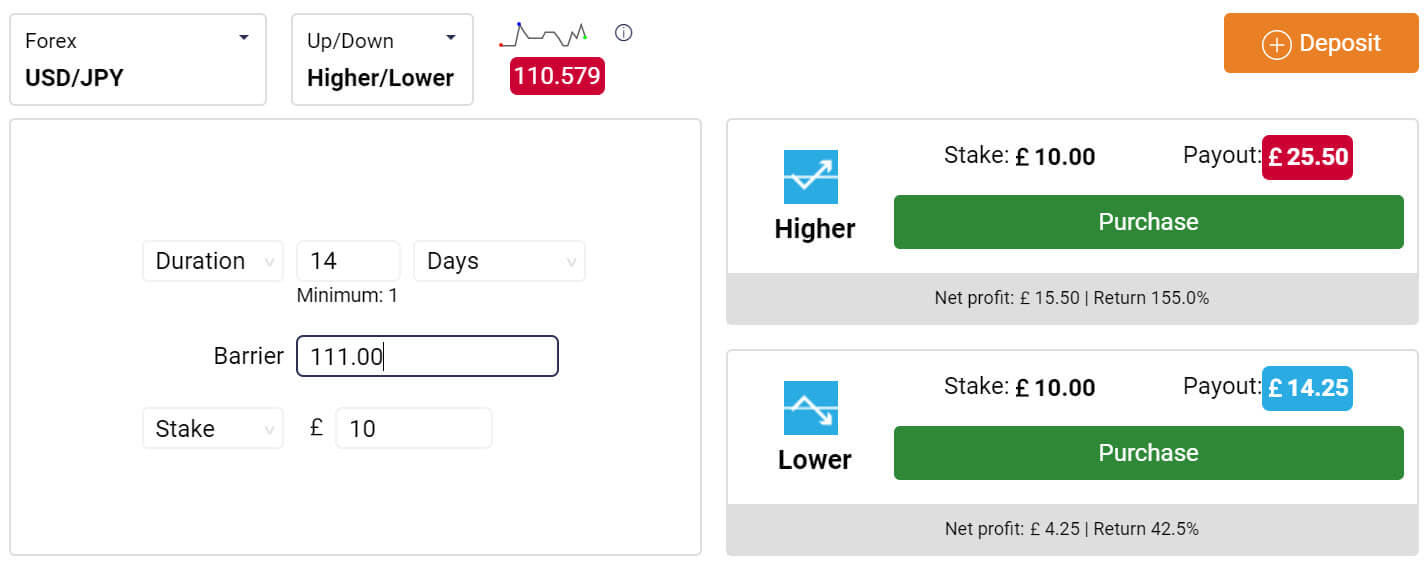 Forex
USD/JPY
Up/Down
Higher/Lower
110.579
Deposit
Duration 14 Days
Minimum: 1
Barrier 111.00
Stake £ 10
Stake: £ 10.00 Payout: £ 25.50
Higher
Purchase
Net profit: £ 15.50 | Return 155.0%
Stake: £ 10.00 Payout: £ 14.25
Lower
Purchase
Net profit: £ 4.25 | Return 42.5%